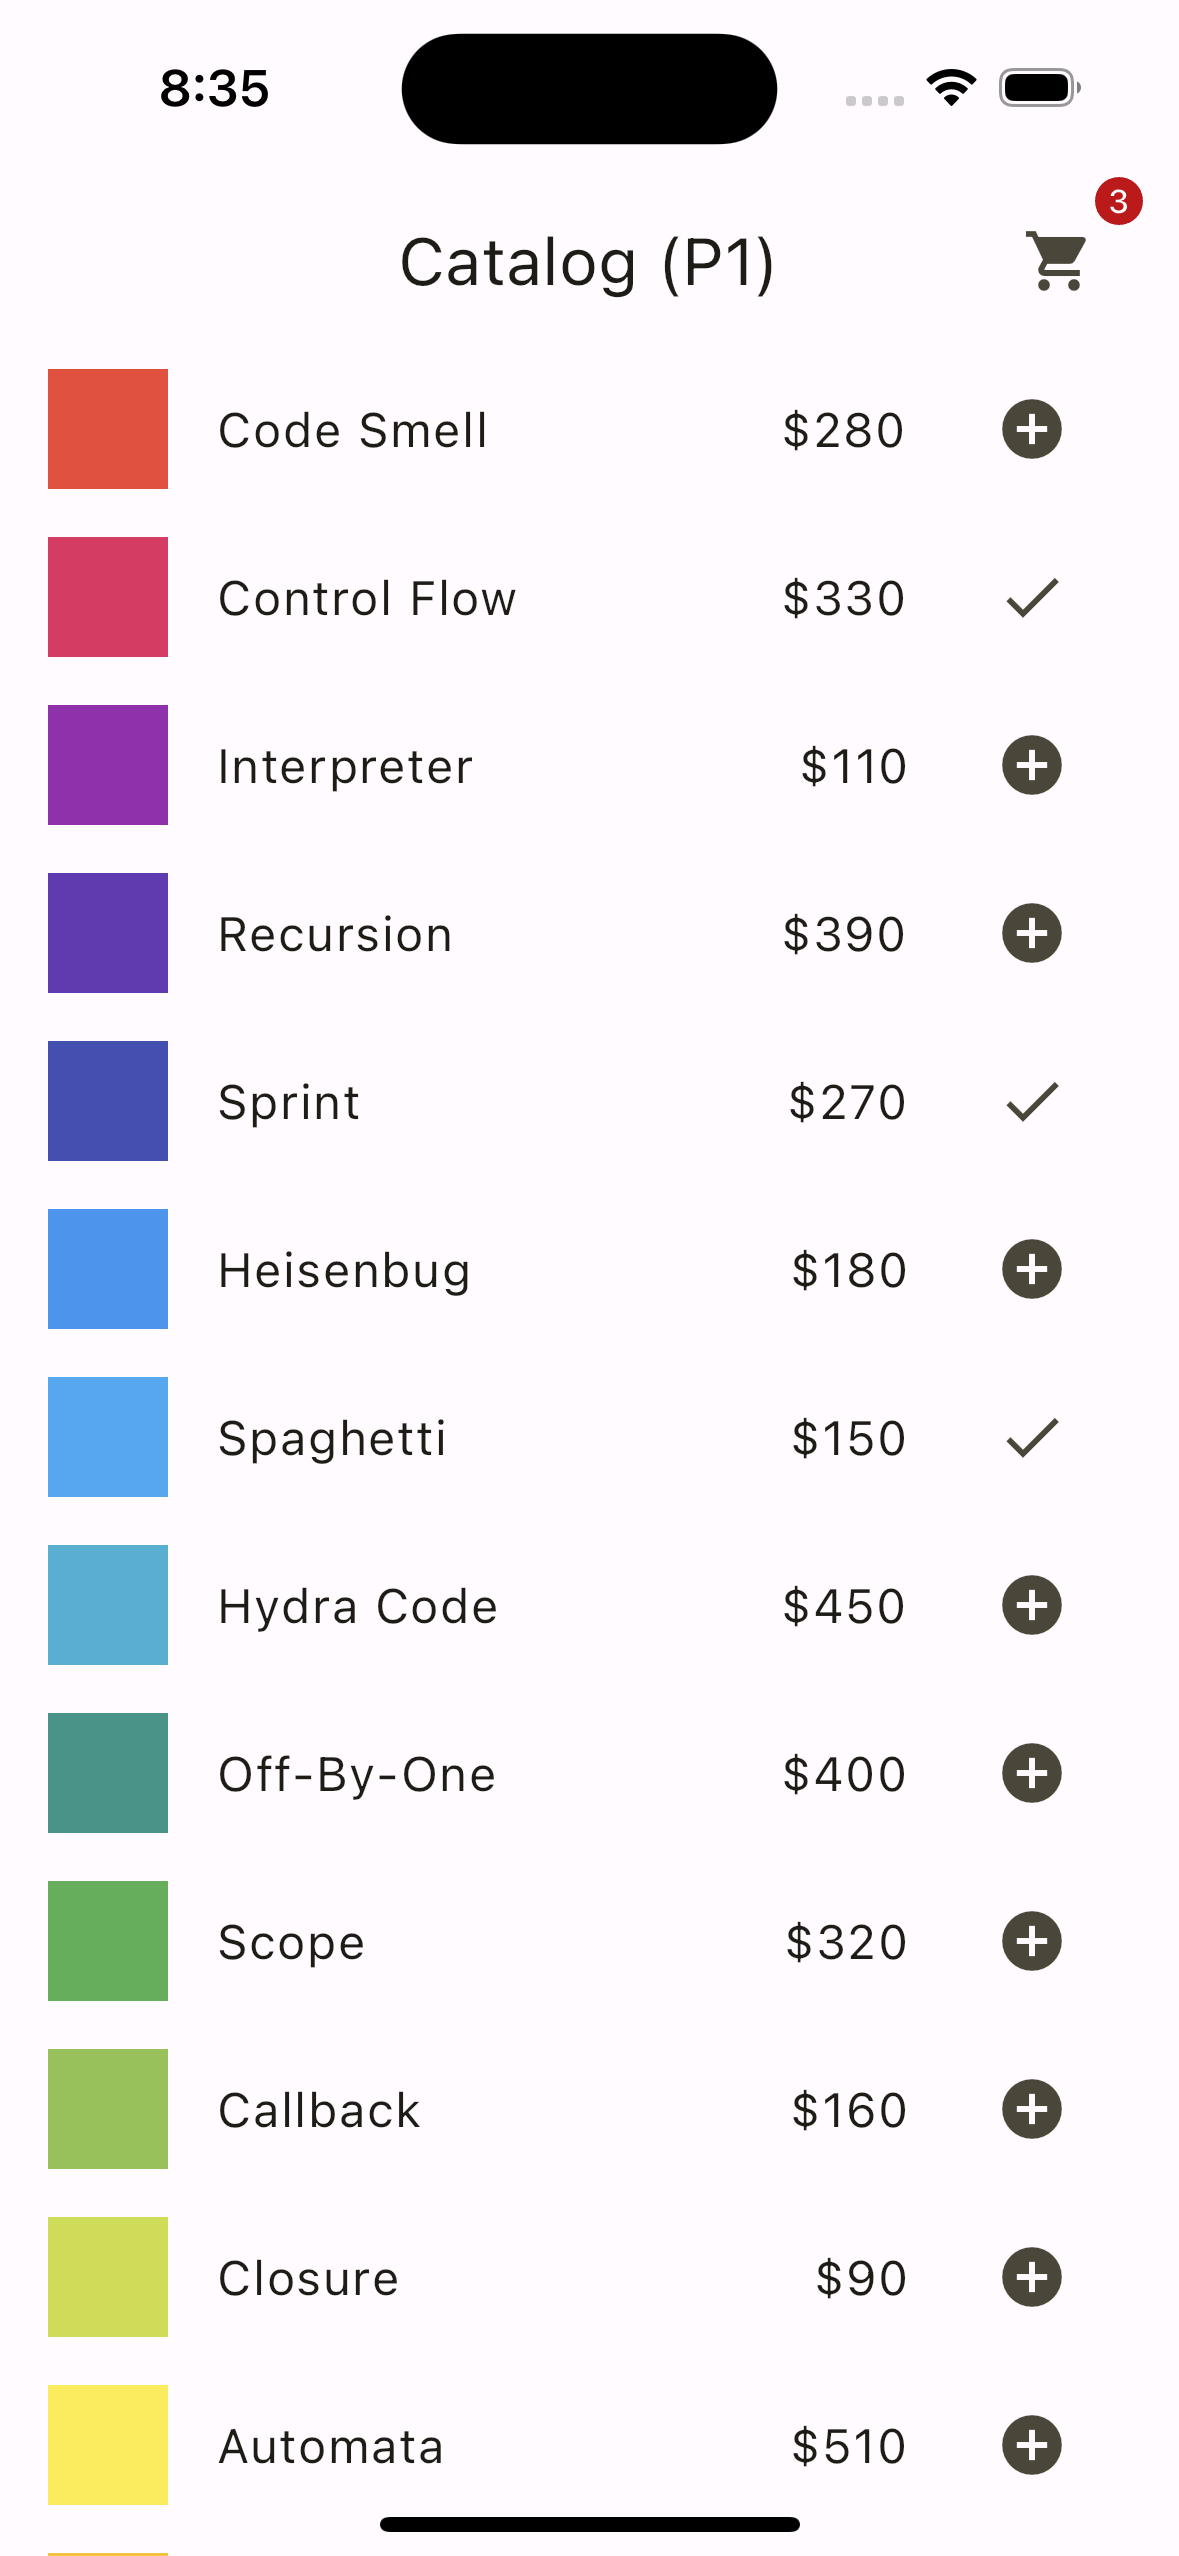 8:35
3
Catalog (P1)
Code Smell $280
Control Flow $330
Interpreter $110
Recursion $390
Sprint $270
Heisenbug $180
Spaghetti $150
Hydra Code $450
Off-By-One $400
Scope $320
Callback $160
Closure $90
Automata $510